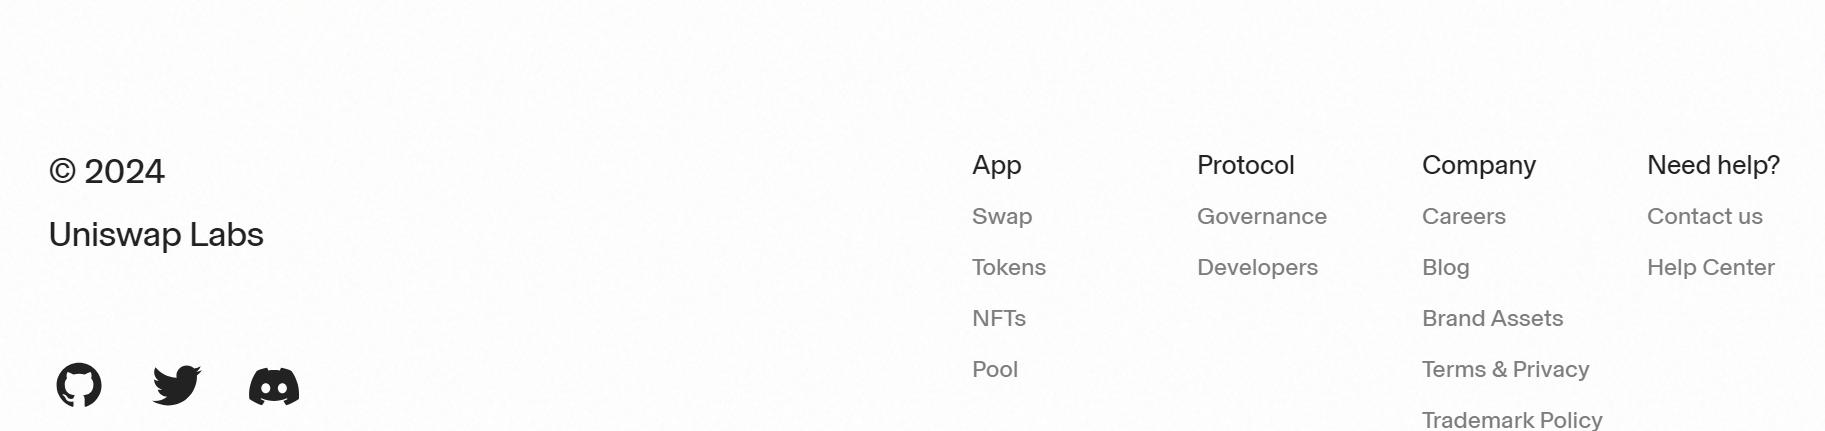 © 2024
Uniswap Labs
App
Swap
Tokens
NFTs
Pool
Protocol
Governance
Developers
Company
Careers
Blog
Brand Assets
Terms & Privacy
Trademark Policy
Need help?
Contact us
Help Center